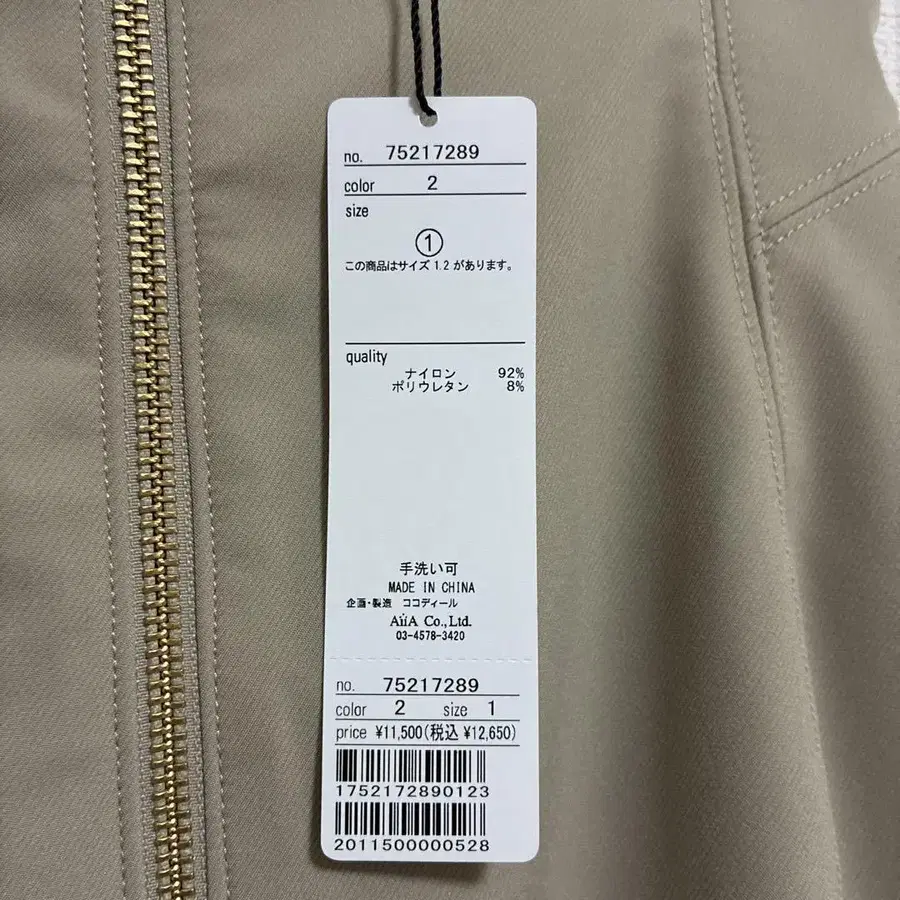 no. 75217289
color 2
size
①
この商品はサイズ 1.2 があります。
quality
ナイロン 92%
ポリウレタン 8%
手洗い可
MADE IN CHINA
企画・製造 ココディール
AiiA Co.,Ltd.
03-4578-3420
no. 75217289
color 2 size 1
price ¥11,500(税込 ¥12,650)
1752172890123
2011500000528